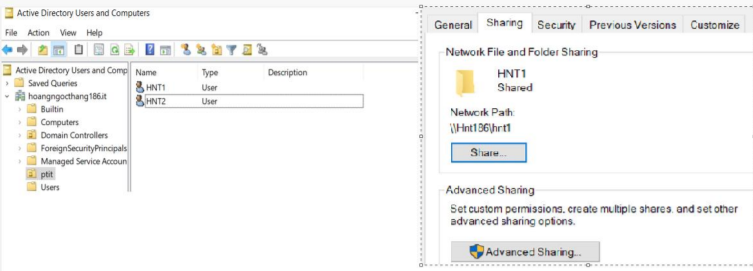 Active Directory Users and Computers
File Action View Help
Active Directory Users and Comp
Saved Queries
hoangngocthang186.it
Builtin
Computers
Domain Controllers
ForeignSecurityPrincipals
Managed Service Accoun
ptit
Users
Name Type Description
HNT1 User
HNT2 User
General Sharing Security Previous Versions Customize
Network File and Folder Sharing
HNT1
Shared
Network Path:
\\Hnt186\hnt1
Share...
Advanced Sharing
Set custom permissions, create multiple shares, and set other
advanced sharing options.
Advanced Sharing...